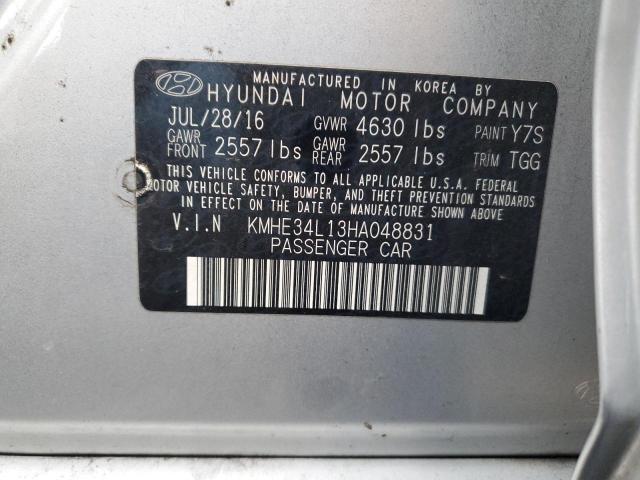 MANUFACTURED IN KOREA BY
HYUNDAI MOTOR COMPANY
JUL/28/16 GVWR 4630 lbs PAINT Y7S
GAWR FRONT 2557 lbs GAWR REAR 2557 lbs TRIM TGG
THIS VEHICLE CONFORMS TO ALL APPLICABLE U.S.A. FEDERAL
MOTOR VEHICLE SAFETY, BUMPER, AND THEFT PREVENTION STANDARDS
IN EFFECT ON THE DATE OF MANUFACTURE SHOWN ABOVE.
V.I.N KMHE34L13HA048831
PASSENGER CAR